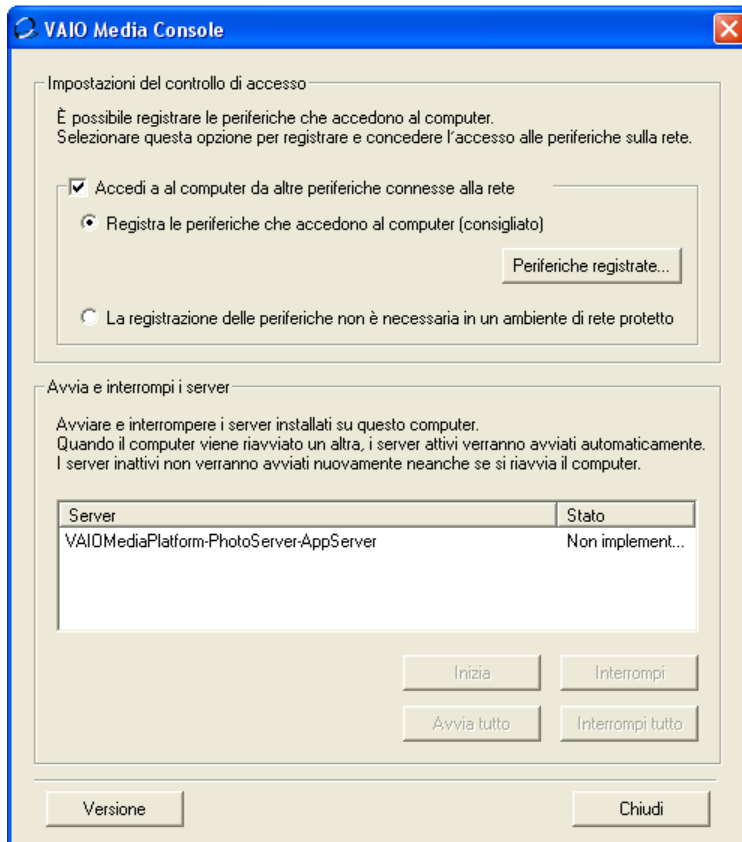 VAIO Media Console
Impostazioni del controllo di accesso
È possibile registrare le periferiche che accedono al computer.
Selezionare questa opzione per registrare e concedere l'accesso alle periferiche sulla rete.
Accedi a al computer da altre periferiche connesse alla rete
Registra le periferiche che accedono al computer (consigliato)
Periferiche registrate...
La registrazione delle periferiche non è necessaria in un ambiente di rete protetto
Avvia e interrompi i server
Avviare e interrompere i server installati su questo computer.
Quando il computer viene riavviato un altra, i server attivi verranno avviati automaticamente.
I server inattivi non verranno avviati nuovamente neanche se si riavvia il computer.
Server Stato
VAIOMediaPlatform-PhotoServer-AppServer Non implement...
Inizia Interrompi
Avvia tutto Interrompi tutto
Versione Chiudi